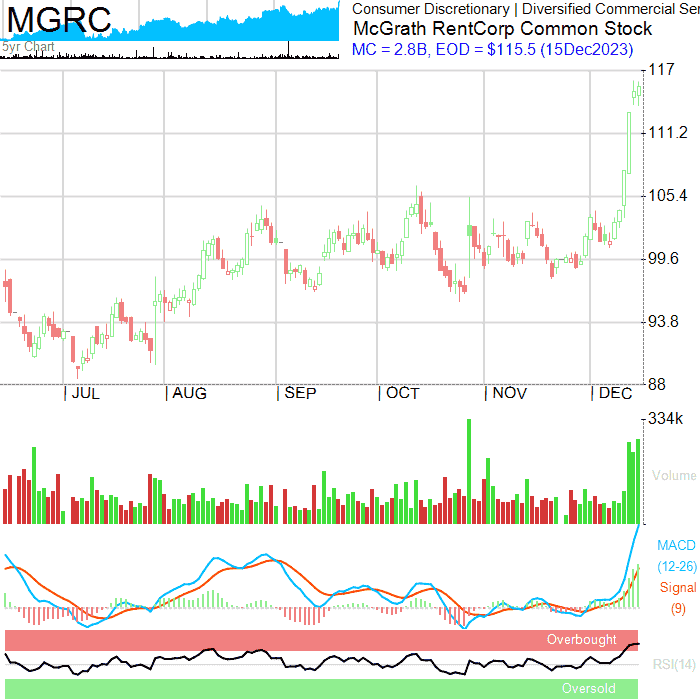 MGRC
5yr Chart
Consumer Discretionary | Diversified Commercial Ser
McGrath RentCorp Common Stock
MC = 2.8B, EOD = $115.5 (15Dec2023)
117
111.2
105.4
99.6
93.8
88
| JUL | AUG | SEP | OCT | NOV | DEC
334k
Volume
MACD
(12-26)
Signal
(9)
Overbought
RSI(14)
Oversold